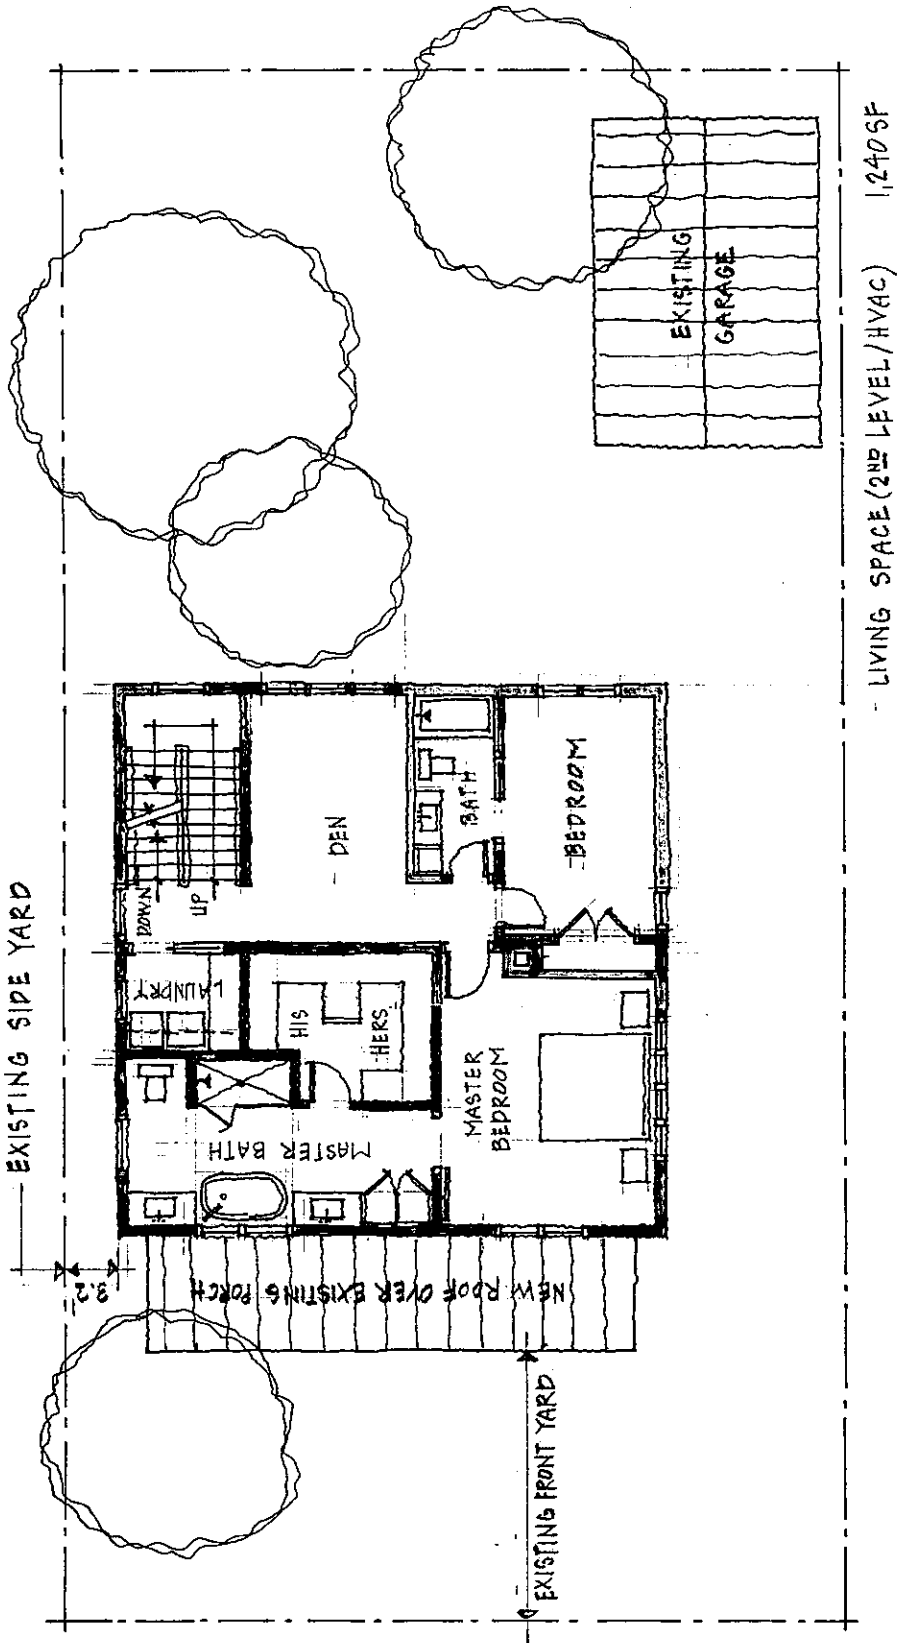 EXISTING SIDE YARD
3.2'
DOWN
UP
LAUNDRY
DEN
BATH
BEDROOM
HIS
HERS
MASTER
BEDROOM
MASTER BATH
NEW ROOF OVER EXISTING PORCH
EXISTING FRONT YARD
EXISTING
GARAGE
LIVING SPACE (2ND LEVEL/HVAC) 1,240SF